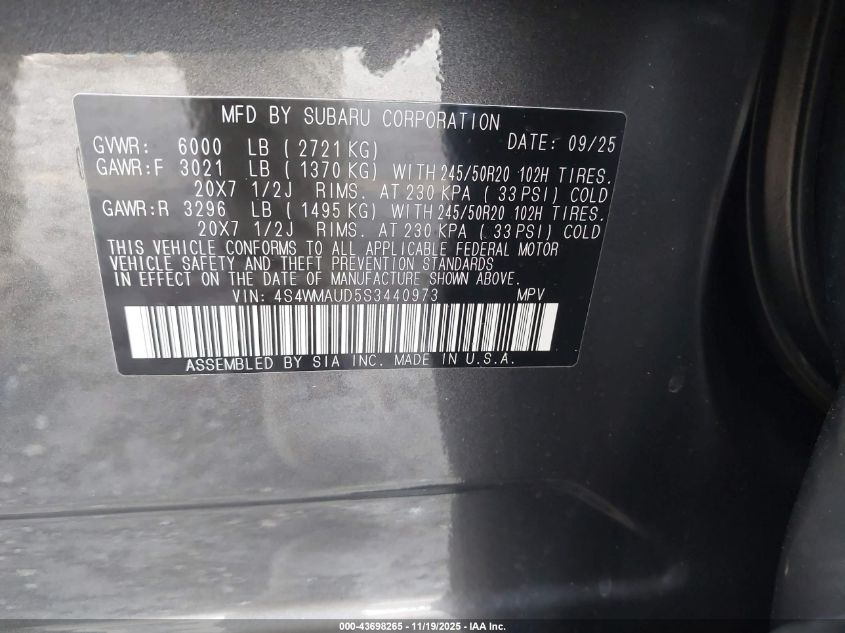 MFD BY SUBARU CORPORATION
GVWR: 6000 LB ( 2721 KG) DATE: 09/25
GAWR:F 3021 LB ( 1370 KG) WITH 245/50R20 102H TIRES.
20X7 1/2J RIMS. AT 230 KPA ( 33 PSI) COLD
GAWR:R 3296 LB ( 1495 KG) WITH 245/50R20 102H TIRES.
20X7 1/2J RIMS. AT 230 KPA ( 33 PSI) COLD
THIS VEHICLE CONFORMS TO ALL APPLICABLE FEDERAL MOTOR
VEHICLE SAFETY AND THEFT PREVENTION STANDARDS
IN EFFECT ON THE DATE OF MANUFACTURE SHOWN ABOVE.
VIN: 4S4WMAUD5S3440973 MPV
ASSEMBLED BY SIA INC. MADE IN U.S.A.
000-43698265 - 11/19/2025 - IAA Inc.